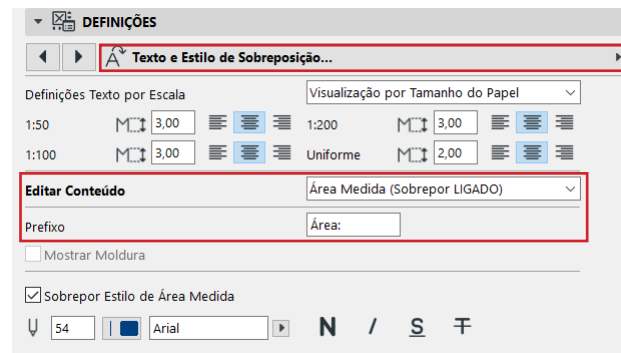 DEFINIÇÕES
Texto e Estilo de Sobreposição...
Definições Texto por Escala Visualização por Tamanho do Papel
1:50 M 3,00 1:200 M 3,00
1:100 M 3,00 Uniforme M 2,00
Editar Conteúdo Área Medida (Sobrepor LIGADO)
Prefixo Área:
Mostrar Moldura
Sobrepor Estilo de Área Medida
54 Arial N I S T